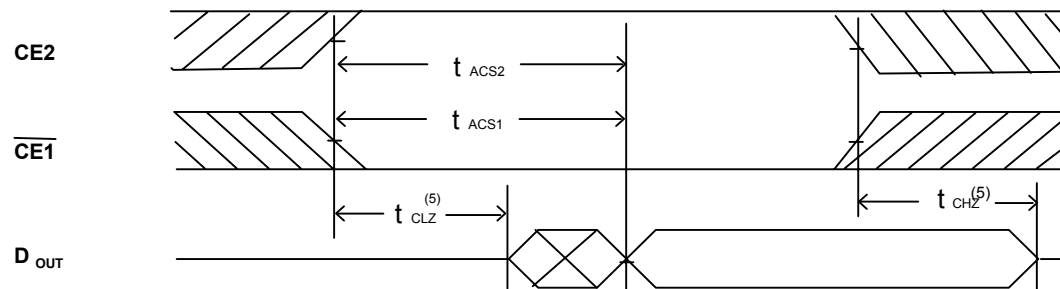 CE2
t ACS2
t ACS1
CE1
t CLZ (5)
t CHZ (5)
D OUT